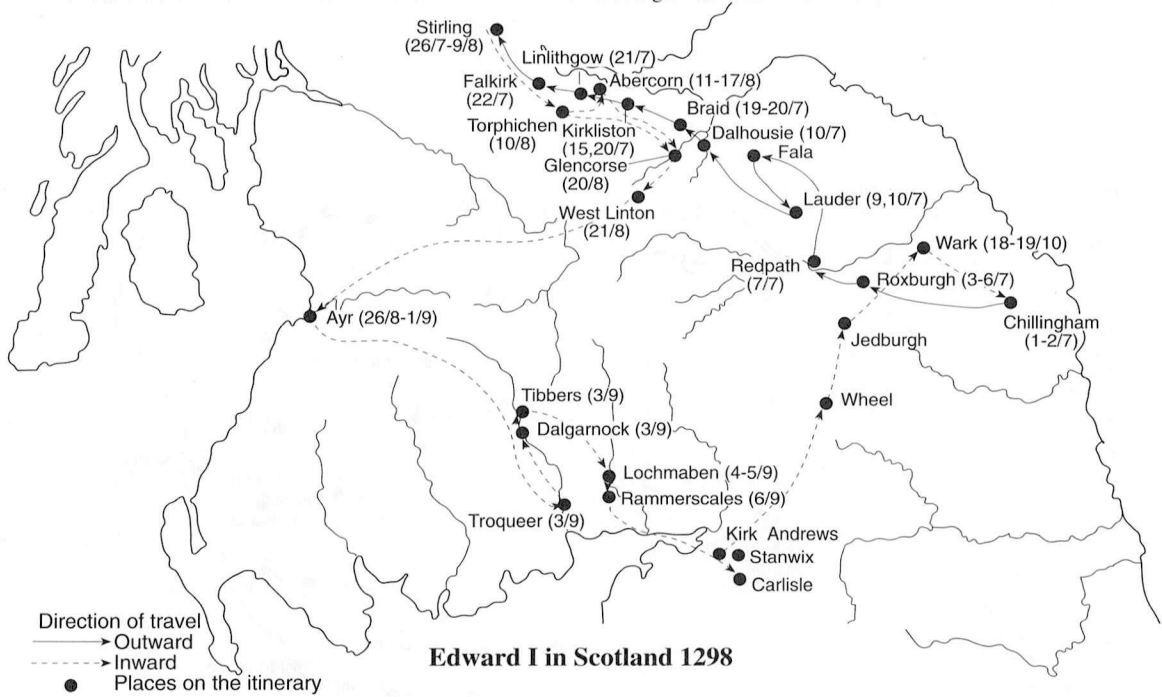 Stirling
(26/7-9/8)
Linlithgow (21/7)
Falkirk
(22/7)
Abercorn (11-17/8)
Torphichen
(10/8)
Kirkliston
(15,20/7)
Braid (19-20/7)
Dalhousie (10/7)
Glencorse
(20/8)
Fala
West Linton
(21/8)
Lauder (9,10/7)
Wark (18-19/10)
Redpath
(7/7)
Roxburgh (3-6/7)
Chillingham
(1-2/7)
Ayr (26/8-1/9)
Jedburgh
Tibbers (3/9)
Wheel
Dalgarnock (3/9)
Lochmaben (4-5/9)
Rammerscales (6/9)
Troqueer (3/9)
Kirk Andrews
Stanwix
Carlisle
Direction of travel
Outward
Inward
Places on the itinerary
Edward I in Scotland 1298